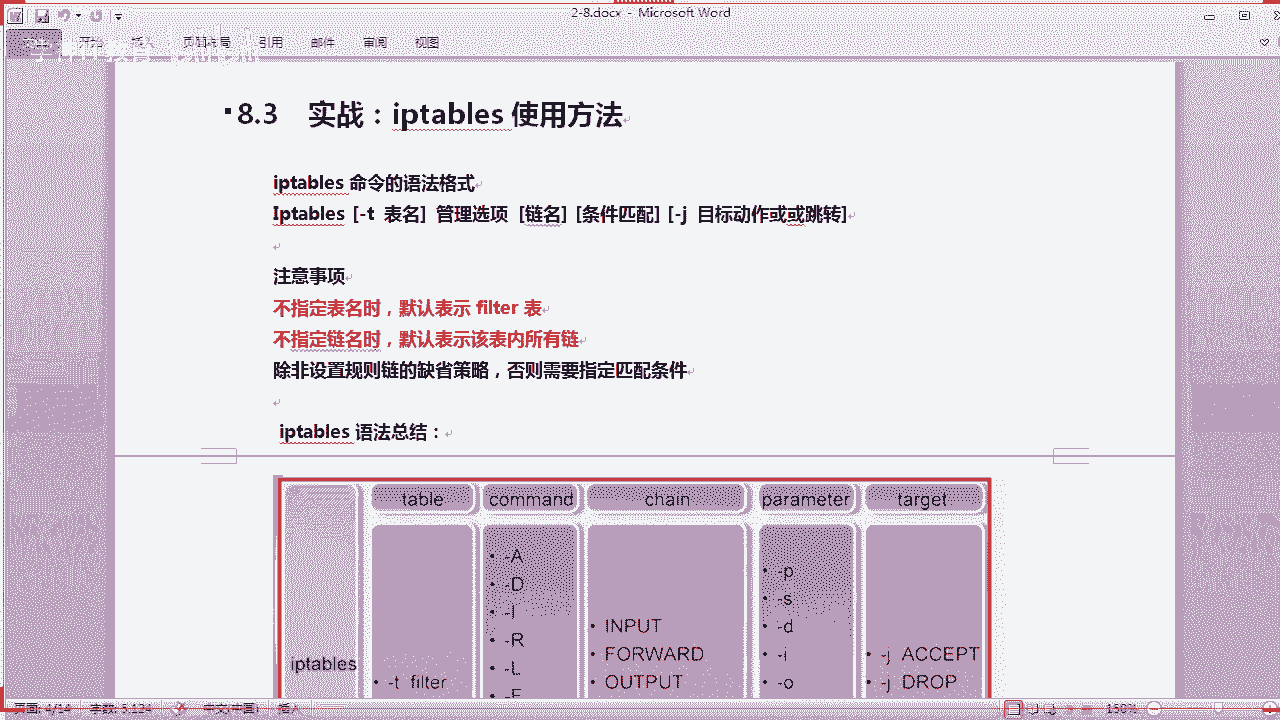 2-8.docx - Microsoft Word
插入 页面布局 引用 邮件 审阅 视图
8.3 实战：iptables 使用方法
iptables 命令的语法格式
Iptables [-t 表名] 管理选项 [链名] [条件匹配] [-j 目标动作或或跳转]
注意事项
不指定表名时，默认表示 filter 表
不指定链名时，默认表示该表内所有链
除非设置规则链的缺省策略，否则需要指定匹配条件
iptables 语法总结：
table command chain parameter target
-A
-D
-I
-R
-L
-F
-p
-s
-d
-i
-o
INPUT
FORWARD
OUTPUT
-j ACCEPT
-j DROP
iptables
-t filter
页面: 4/14 字数: 5,134 中文(中国) 插入 150%